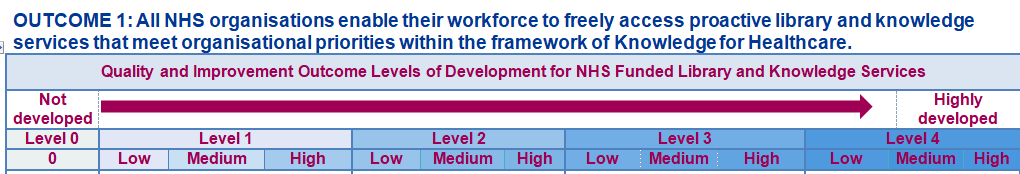 OUTCOME 1: All NHS organisations enable their workforce to freely access proactive library and knowledge
services that meet organisational priorities within the framework of Knowledge for Healthcare.
Quality and Improvement Outcome Levels of Development for NHS Funded Library and Knowledge Services
Not
developed
Highly
developed
Level 0 Level 1 Level 2 Level 3 Level 4
0 Low Medium High Low Medium High Low Medium High Low Medium High